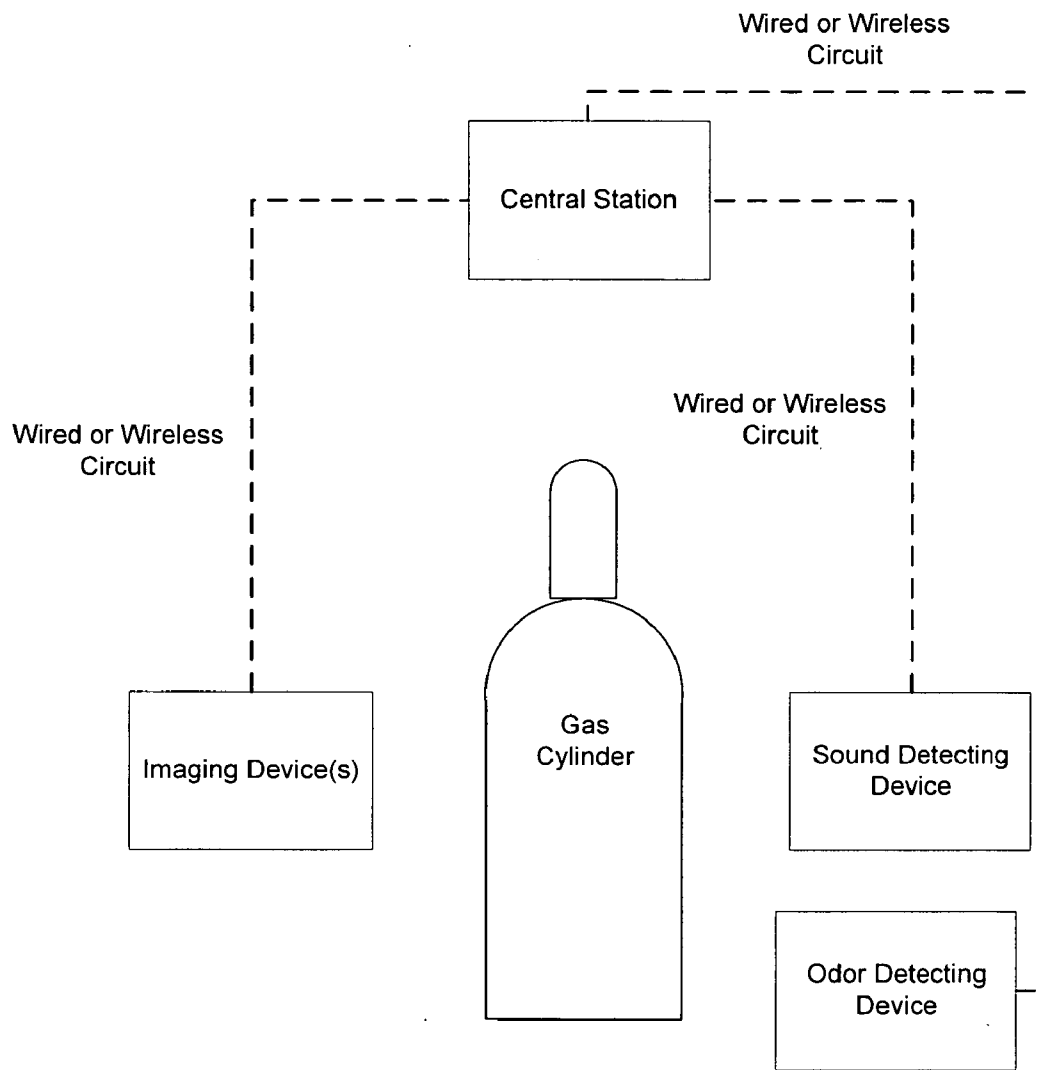 Wired or Wireless
Circuit
Central Station
Wired or Wireless
Circuit
Wired or Wireless
Circuit
Gas
Cylinder
Imaging Device(s)
Sound Detecting
Device
Odor Detecting
Device